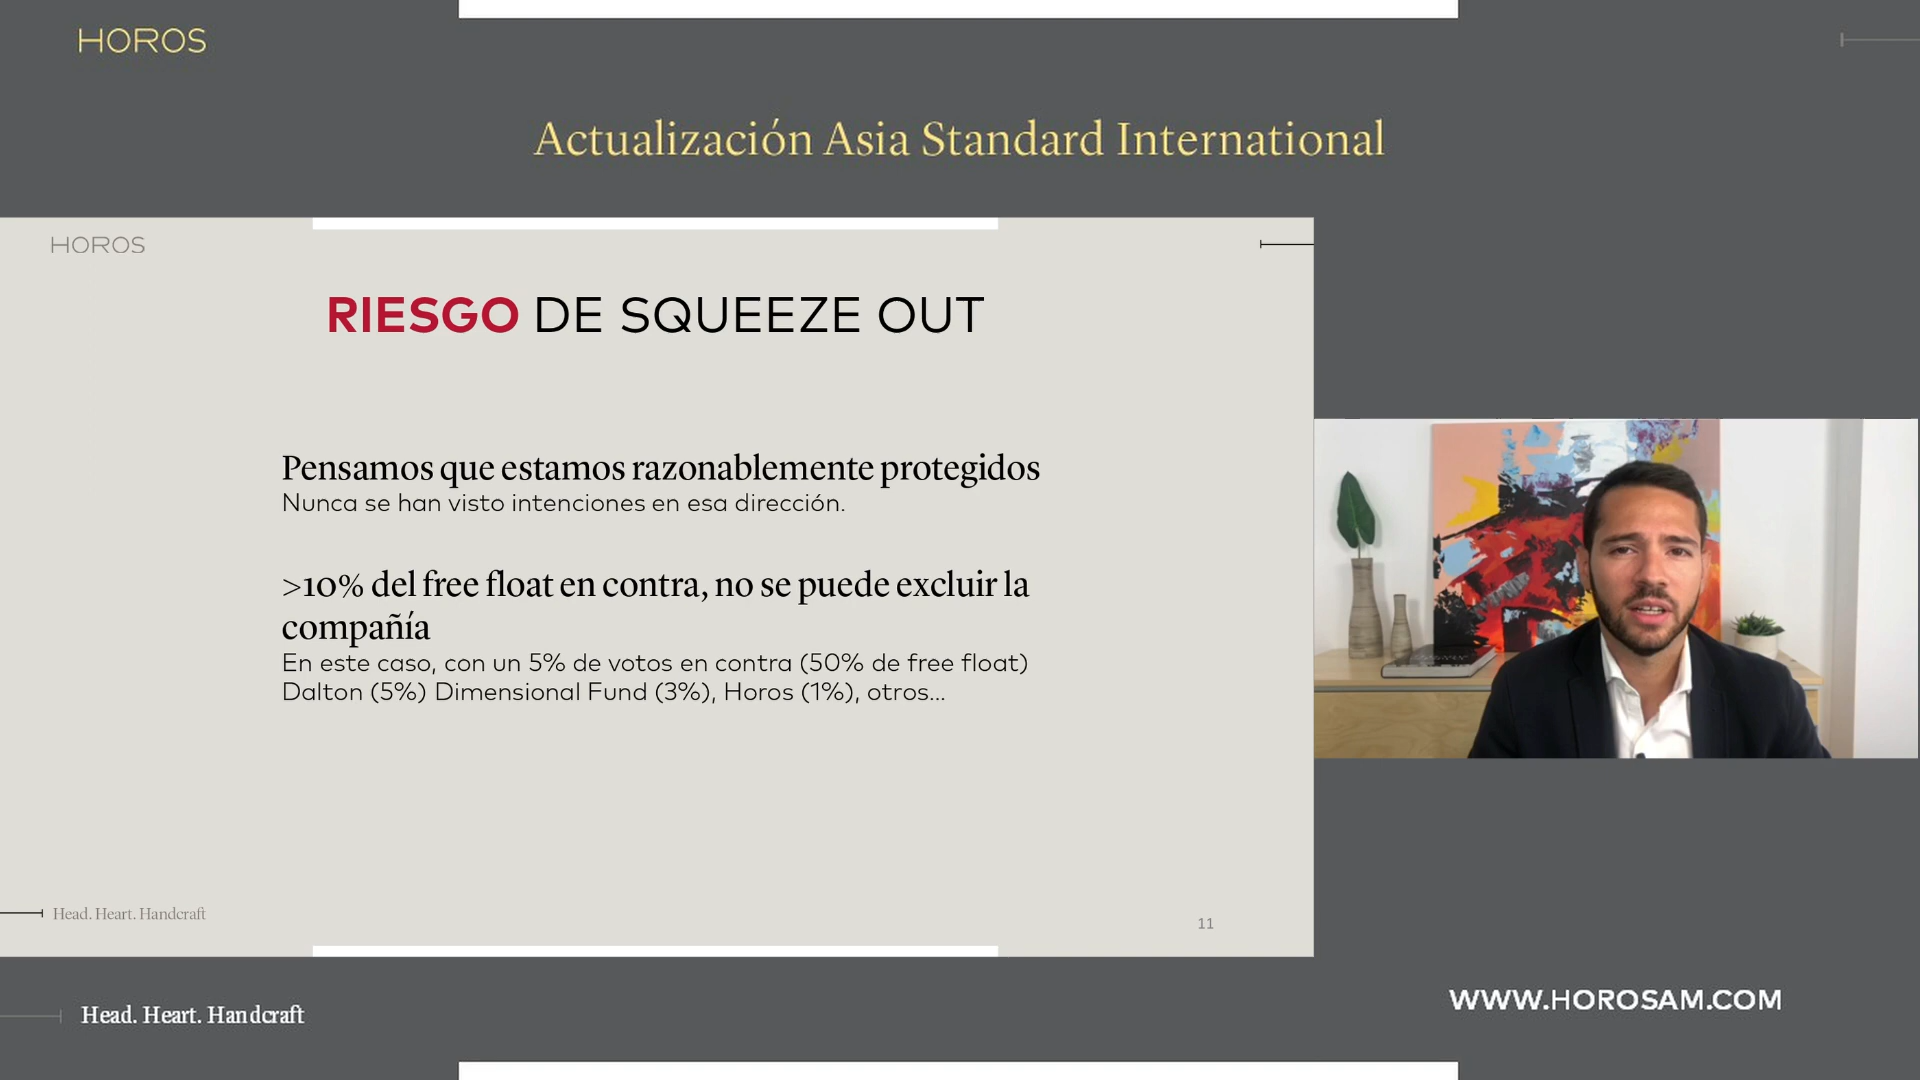 HOROS
Actualización Asia Standard International
HOROS
RIESGO DE SQUEEZE OUT
Pensamos que estamos razonablemente protegidos
Nunca se han visto intenciones en esa dirección.
>10% del free float en contra, no se puede excluir la
compañía
En este caso, con un 5% de votos en contra (50% de free float)
Dalton (5%) Dimensional Fund (3%), Horos (1%), otros...
Head. Heart. Handcraft
11
Head. Heart. Handcraft
WWW.HOROSAM.COM